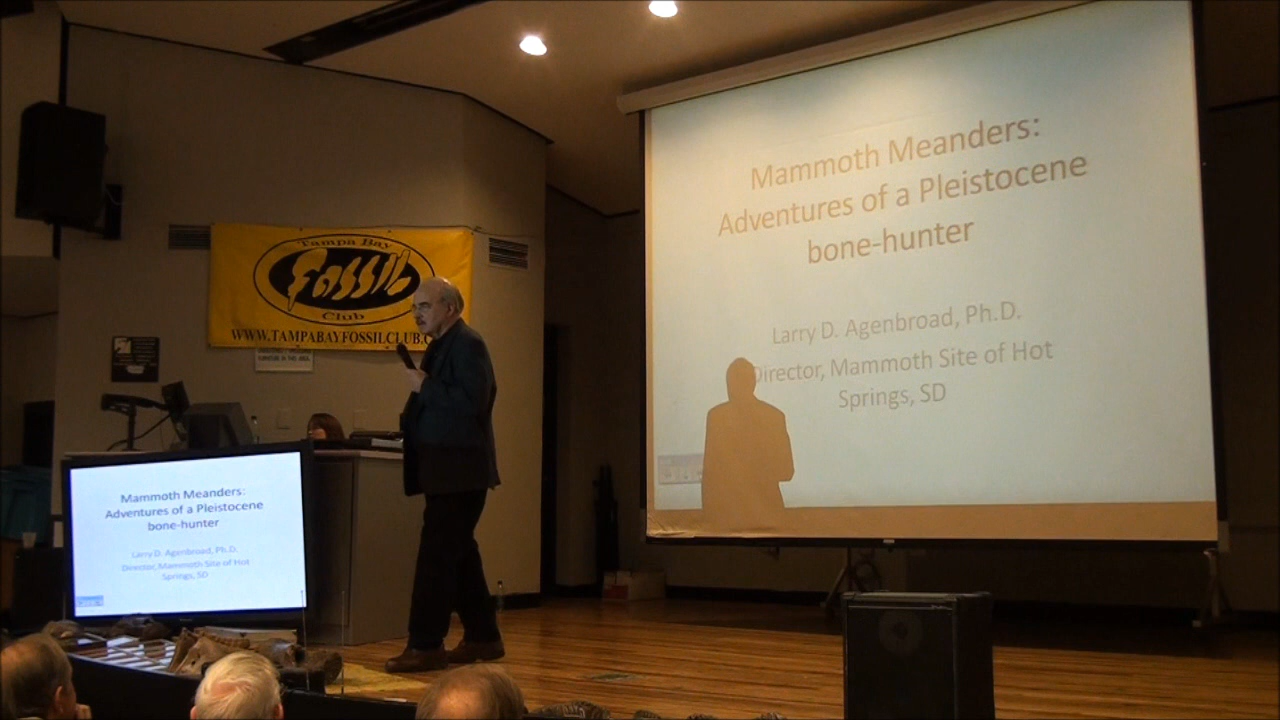 Mammoth Meanders:
Adventures of a Pleistocene
bone-hunter
Larry D. Agenbroad, Ph.D.
Director, Mammoth Site of Hot
Springs, SD
Tampa Bay
Fossil
Club
WWW.TAMPABAYFOSSILCLUB.C
Mammoth Meanders:
Adventures of a Pleistocene
bone-hunter
Larry D. Agenbroad, Ph.D.
Director, Mammoth Site of Hot
Springs, SD